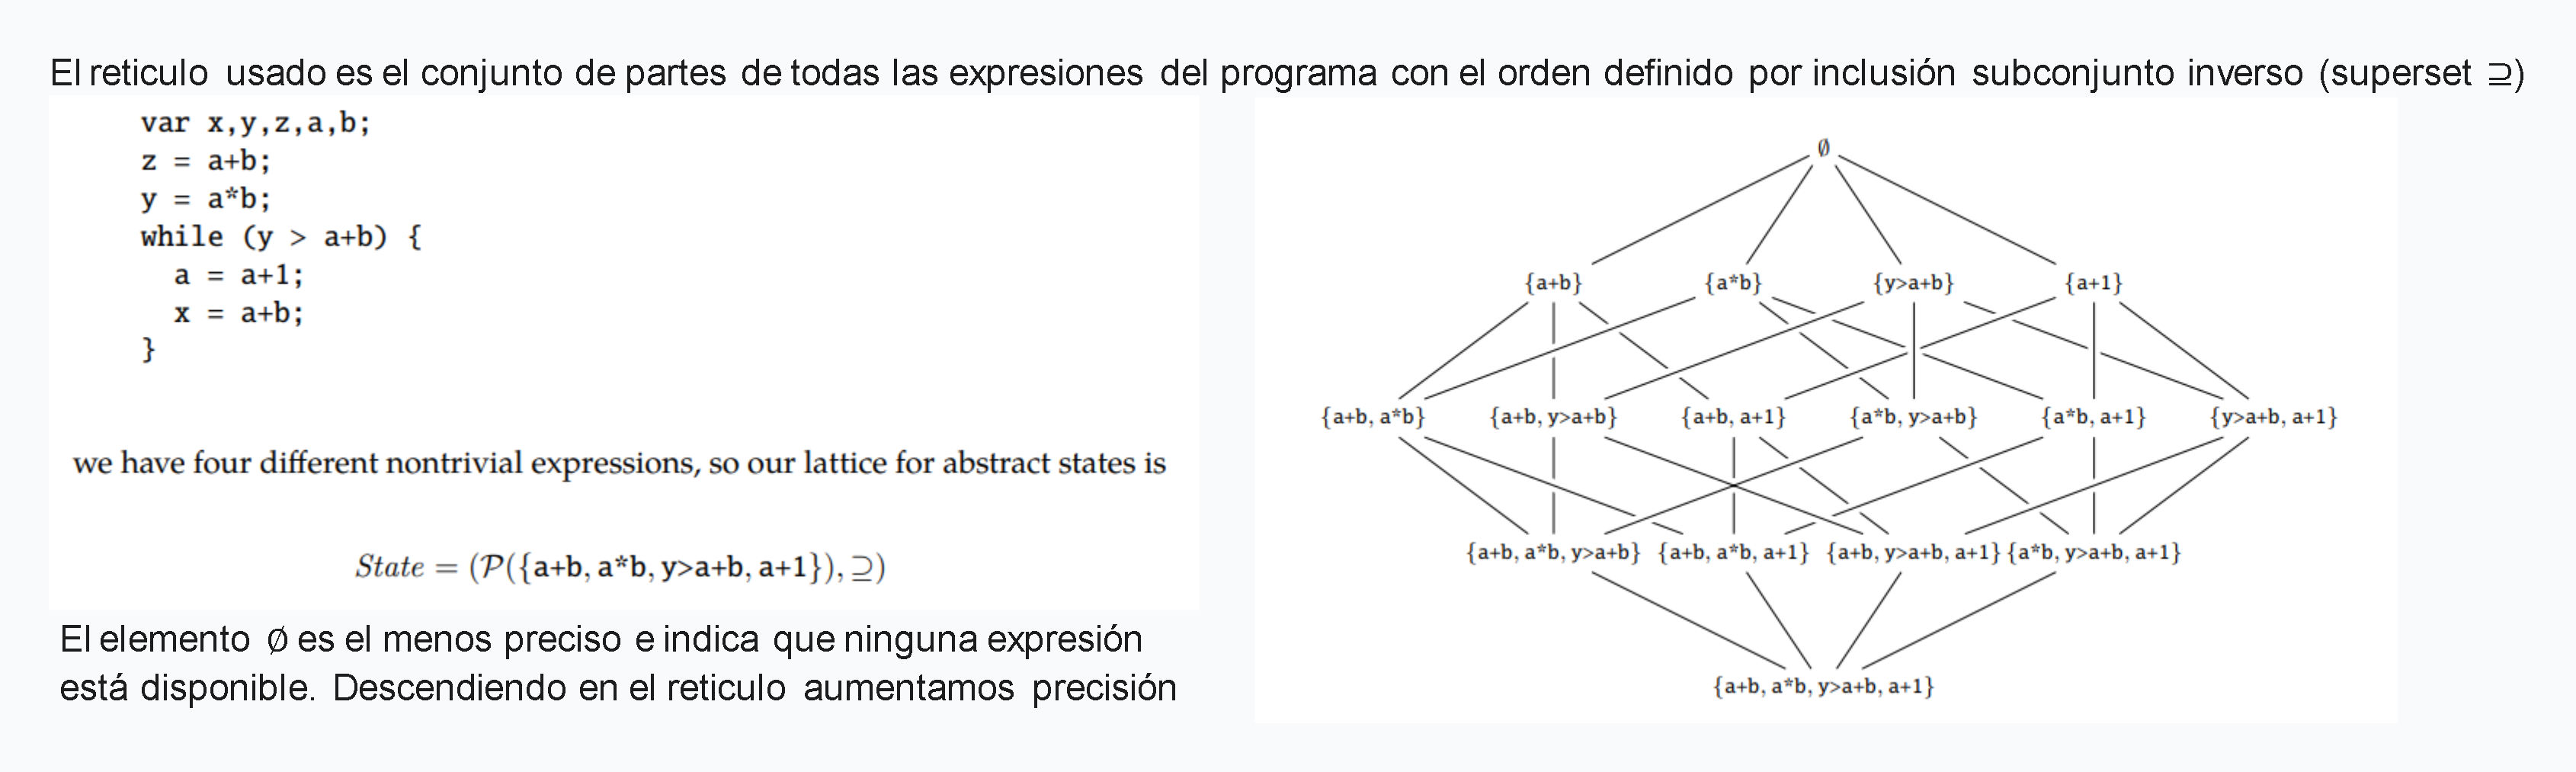 El reticulo usado es el conjunto de partes de todas las expresiones del programa con el orden definido por inclusión subconjunto inverso (superset ⊇)
var x,y,z,a,b;
z = a+b;
y = a*b;
while (y > a+b) {
a = a+1;
x = a+b;
}
we have four different nontrivial expressions, so our lattice for abstract states is
State = (𝒫({a+b, a*b, y>a+b, a+1}), ⊇)
El elemento ∅ es el menos preciso e indica que ninguna expresión
está disponible. Descendiendo en el reticulo aumentamos precisión
∅
{a+b} {a*b} {y>a+b} {a+1}
{a+b, a*b} {a+b, y>a+b} {a+b, a+1} {a*b, y>a+b} {a*b, a+1} {y>a+b, a+1}
{a+b, a*b, y>a+b} {a+b, a*b, a+1} {a+b, y>a+b, a+1} {a*b, y>a+b, a+1}
{a+b, a*b, y>a+b, a+1}